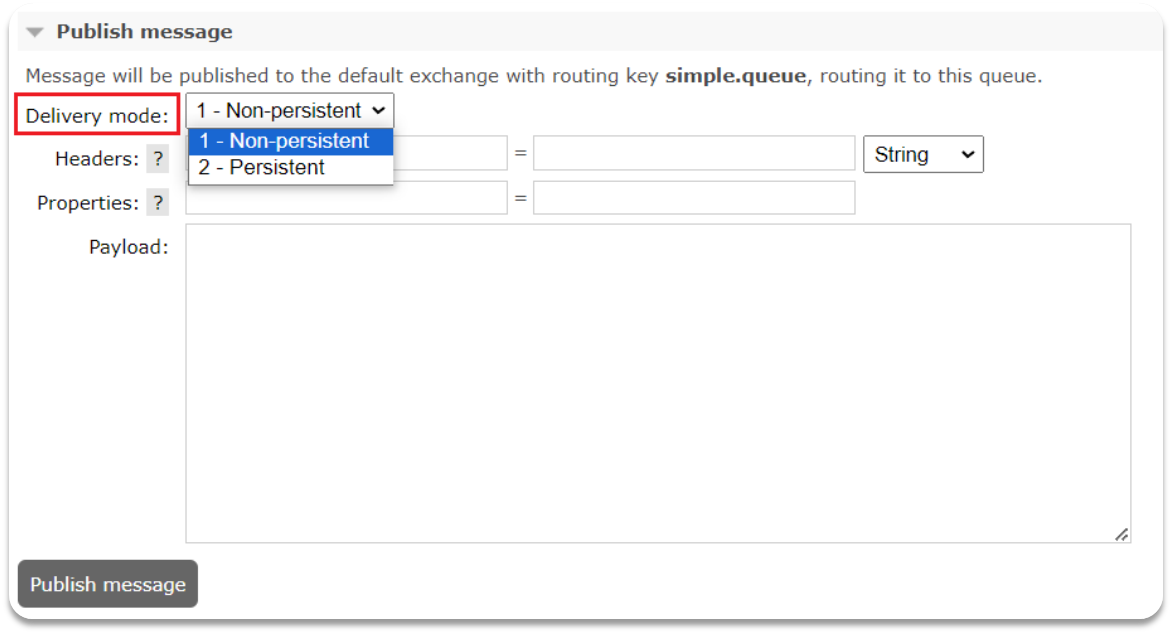 Publish message
Message will be published to the default exchange with routing key simple.queue, routing it to this queue.
Delivery mode: 1 - Non-persistent
1 - Non-persistent
2 - Persistent
Headers: ? = String
Properties: ? =
Payload:
Publish message